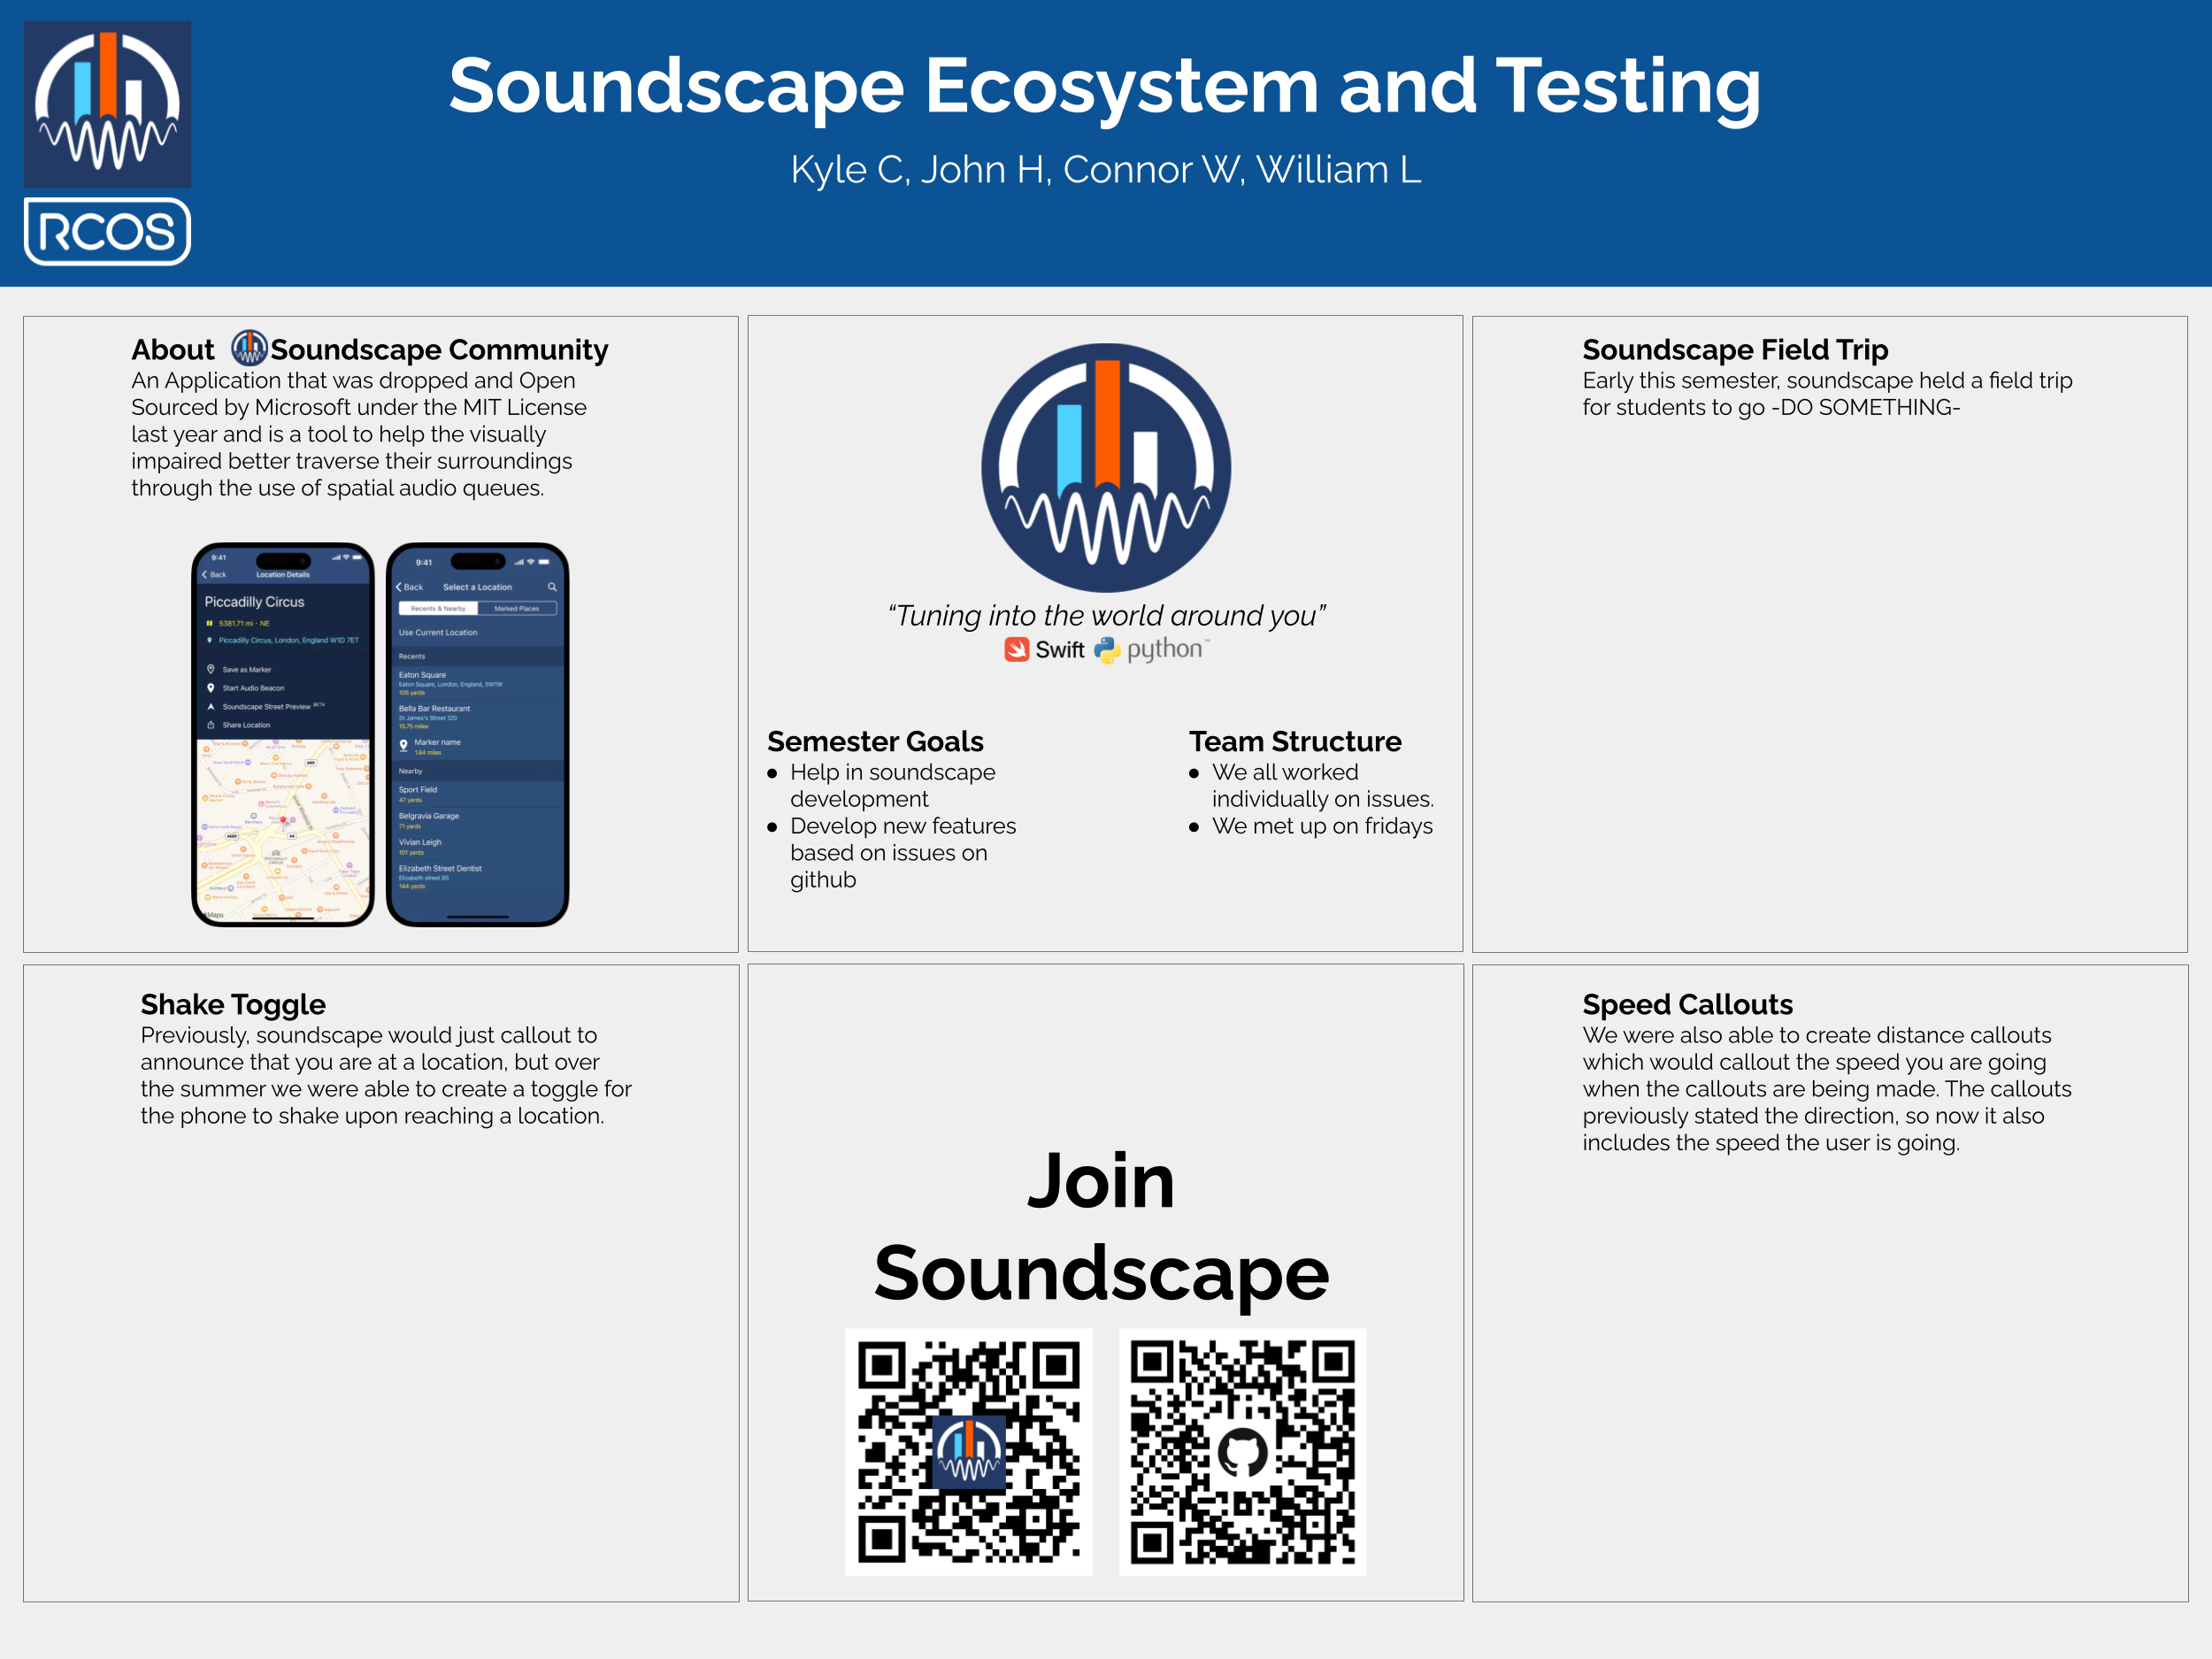 Soundscape Ecosystem and Testing
Kyle C, John H, Connor W, William L
RCOS
About Soundscape Community
An Application that was dropped and Open
Sourced by Microsoft under the MIT License
last year and is a tool to help the visually
impaired better traverse their surroundings
through the use of spatial audio queues.
9:41
Back Location Details
Piccadilly Circus
5381.71 mi - NE
Piccadilly Circus, London, England W1D 7ET
Save as Marker
Start Audio Beacon
Soundscape Street Preview BETA
Share Location
Maps
9:41
Back Select a Location
Recents & Nearby Marked Places
Use Current Location
Recents
Eaton Square
Eaton Square, London, England, SW1W
105 yards
Bella Bar Restaurant
St James's Street 120
15.75 miles
Marker name
1.64 miles
Nearby
Sport Field
47 yards
Belgravia Garage
71 yards
Vivian Leigh
101 yards
Elizabeth Street Dentist
Elizabeth street 85
144 yards
“Tuning into the world around you”
Swift python™
Semester Goals
● Help in soundscape
development
● Develop new features
based on issues on
github
Team Structure
● We all worked
individually on issues.
● We met up on fridays
Soundscape Field Trip
Early this semester, soundscape held a field trip
for students to go -DO SOMETHING-
Shake Toggle
Previously, soundscape would just callout to
announce that you are at a location, but over
the summer we were able to create a toggle for
the phone to shake upon reaching a location.
Join
Soundscape
Speed Callouts
We were also able to create distance callouts
which would callout the speed you are going
when the callouts are being made. The callouts
previously stated the direction, so now it also
includes the speed the user is going.